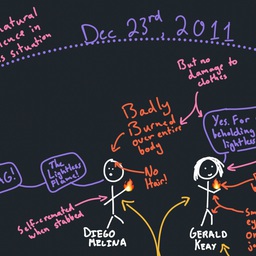 natural
ence in
s situation
Dec 23rd, 2011
But no
damage to
clothes
Badly
Burned
over entire
body
Yes. For
beholding
lightless
The
Lightless
Flame!
NG!
No
Hair!
Self-cremated
when stabbed
DIEGO
MELINA
GERALD
KEAY